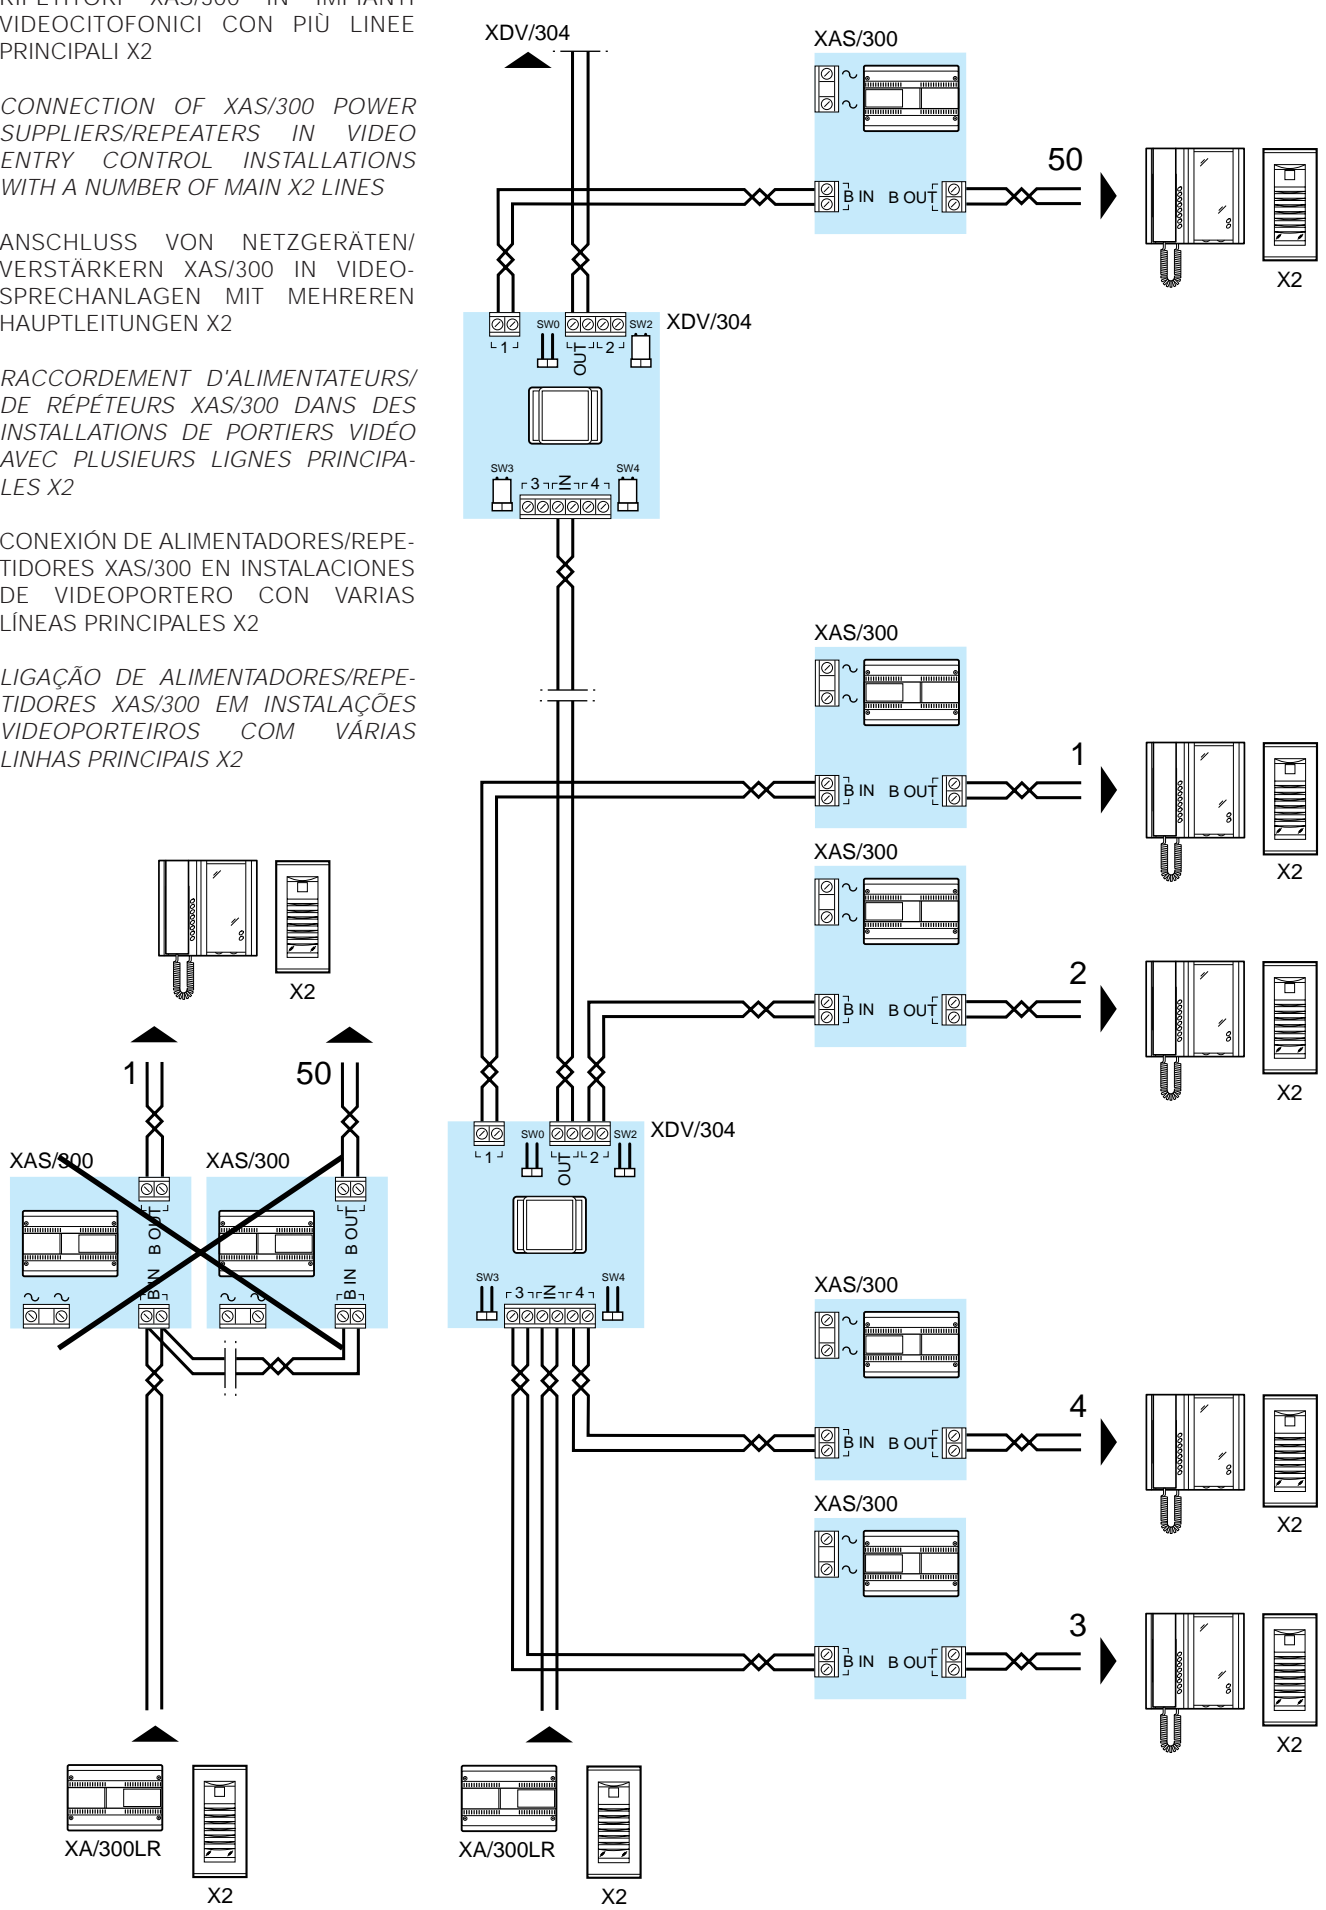 RIPETITORI XAS/300 IN IMPIANTI
VIDEOCITOFONICI CON PIÙ LINEE
PRINCIPALI X2
CONNECTION OF XAS/300 POWER
SUPPLIERS/REPEATERS IN VIDEO
ENTRY CONTROL INSTALLATIONS
WITH A NUMBER OF MAIN X2 LINES
ANSCHLUSS VON NETZGERÄTEN/
VERSTÄRKERN XAS/300 IN VIDEO-
SPRECHANLAGEN MIT MEHREREN
HAUPTLEITUNGEN X2
RACCORDEMENT D'ALIMENTATEURS/
DE RÉPÉTEURS XAS/300 DANS DES
INSTALLATIONS DE PORTIERS VIDÉO
AVEC PLUSIEURS LIGNES PRINCIPA-
LES X2
CONEXIÓN DE ALIMENTADORES/REPE-
TIDORES XAS/300 EN INSTALACIONES
DE VIDEOPORTERO CON VARIAS
LÍNEAS PRINCIPALES X2
LIGAÇÃO DE ALIMENTADORES/REPE-
TIDORES XAS/300 EM INSTALAÇÕES
VIDEOPORTEIROS COM VÁRIAS
LINHAS PRINCIPAIS X2
XDV/304
XAS/300
50
B IN B OUT
X2
SW0 SW2 XDV/304
1 OUT 2
SW3 SW4
3 IN 4
XAS/300
1
B IN B OUT
X2
XAS/300
2
B IN B OUT
X2
X2
1 50
XAS/300 XAS/300
B OUT B OUT
B IN B IN
SW0 SW2 XDV/304
1 OUT 2
SW3 SW4
3 IN 4
XAS/300
4
B IN B OUT
X2
XAS/300
3
B IN B OUT
X2
XA/300LR
X2
XA/300LR
X2